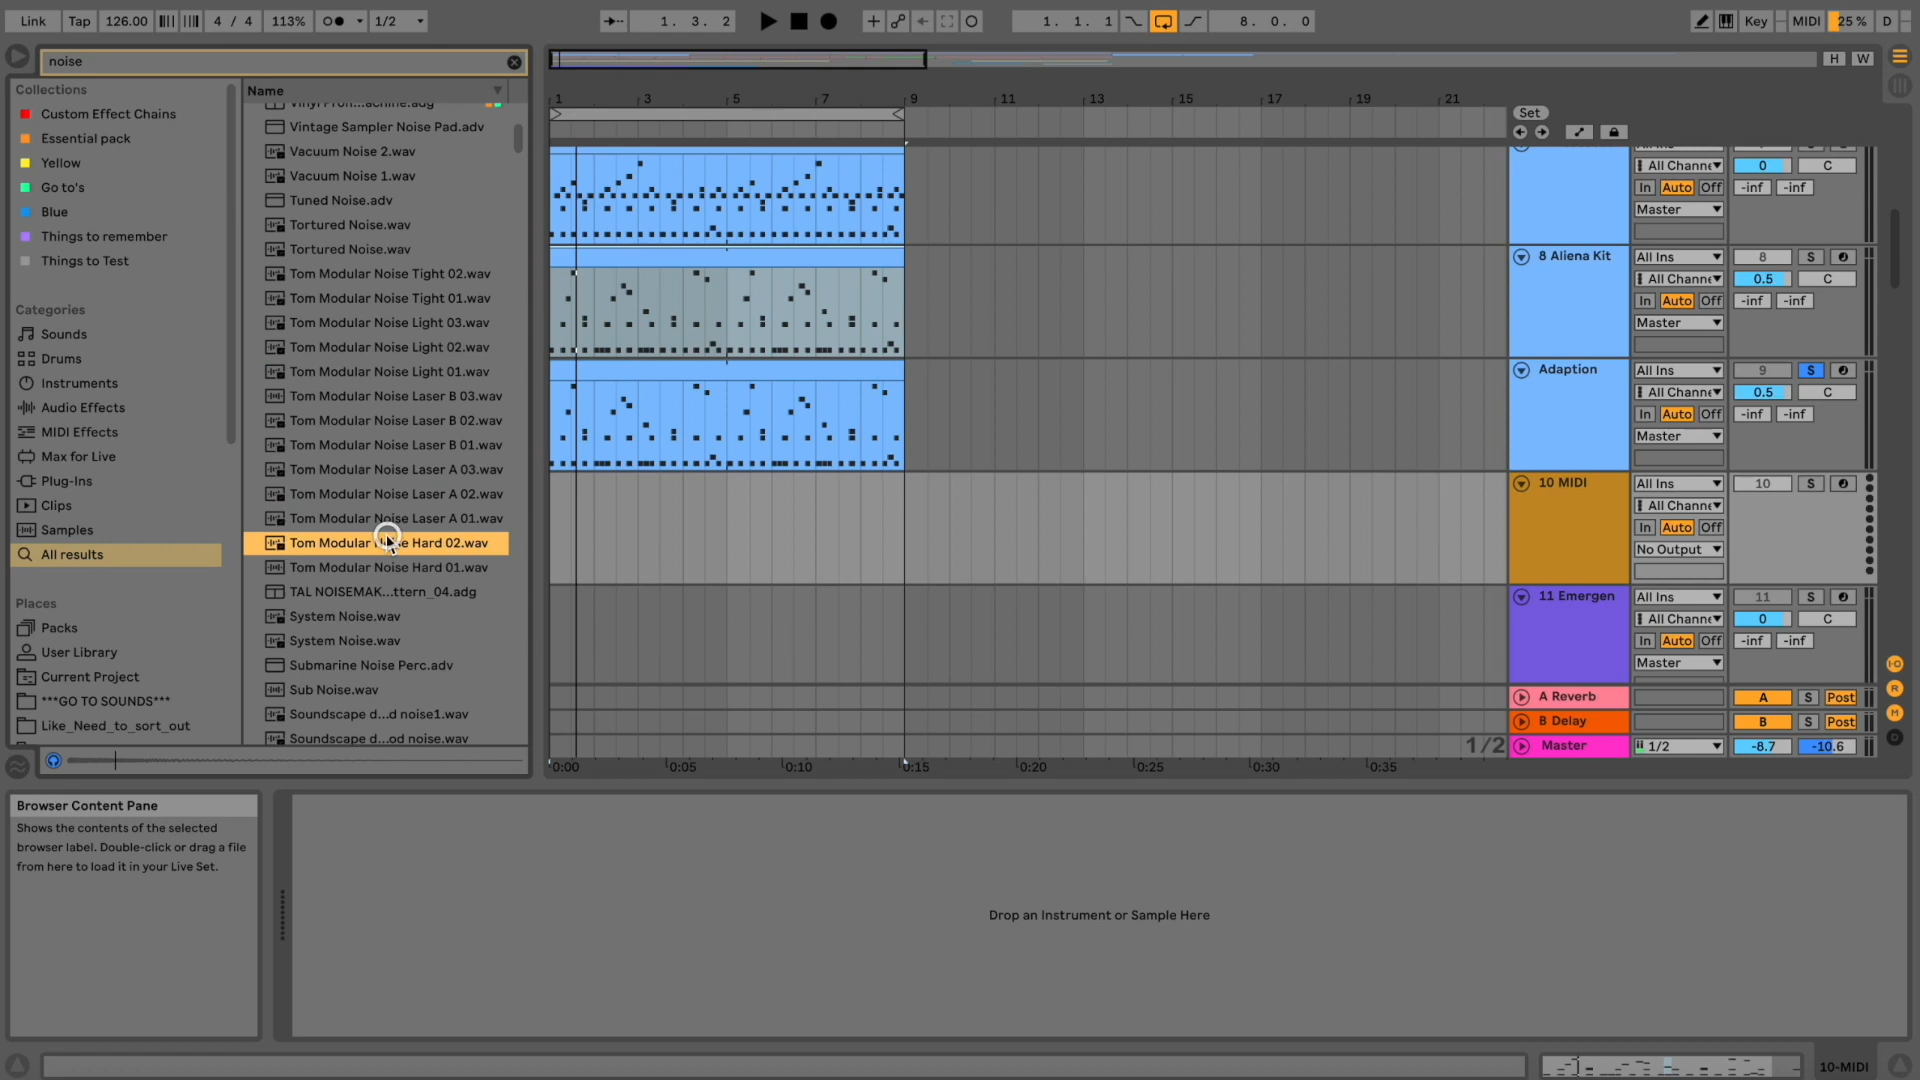 Link Tap 126.00 4 / 4 113% 1/2 1. 3. 2 1. 1. 1 8. 0. 0 Key MIDI 25 % D
noise H W
Collections
Custom Effect Chains
Essential pack
Yellow
Go to's
Blue
Things to remember
Things to Test
Categories
Sounds
Drums
Instruments
Audio Effects
MIDI Effects
Max for Live
Plug-Ins
Clips
Samples
All results
Places
Packs
User Library
Current Project
***GO TO SOUNDS***
Like_Need_to_sort_out
Name
Vintage Sampler Noise Pad.adv
Vacuum Noise 2.wav
Vacuum Noise 1.wav
Tuned Noise.adv
Tortured Noise.wav
Tortured Noise.wav
Tom Modular Noise Tight 02.wav
Tom Modular Noise Tight 01.wav
Tom Modular Noise Light 03.wav
Tom Modular Noise Light 02.wav
Tom Modular Noise Light 01.wav
Tom Modular Noise Laser B 03.wav
Tom Modular Noise Laser B 02.wav
Tom Modular Noise Laser B 01.wav
Tom Modular Noise Laser A 03.wav
Tom Modular Noise Laser A 02.wav
Tom Modular Noise Laser A 01.wav
Tom Modular Noise Hard 02.wav
Tom Modular Noise Hard 01.wav
TAL NOISEMAK...ttern_04.adg
System Noise.wav
System Noise.wav
Submarine Noise Perc.adv
Sub Noise.wav
Soundscape d...d noise1.wav
Soundscape d...od noise.wav
1 3 5 7 9 11 13 15 17 19 21
Set
All Channe 0 C
In Auto Off -inf -inf
Master
8 Aliena Kit All Ins 8 S
All Channe 0.5 C
In Auto Off -inf -inf
Master
Adaption All Ins 9 S
All Channe 0.5 C
In Auto Off -inf -inf
Master
10 MIDI All Ins 10 S
All Channe
In Auto Off
No Output
11 Emergen All Ins 11 S
All Channe 0 C
In Auto Off -inf -inf
Master
A Reverb A S Post
B Delay B S Post
1/2 Master 1/2 -8.7 -10.6
I·O
R
M
D
0:00 0:05 0:10 0:15 0:20 0:25 0:30 0:35
Browser Content Pane
Shows the contents of the selected
browser label. Double-click or drag a file
from here to load it in your Live Set.
Drop an Instrument or Sample Here
10-MIDI